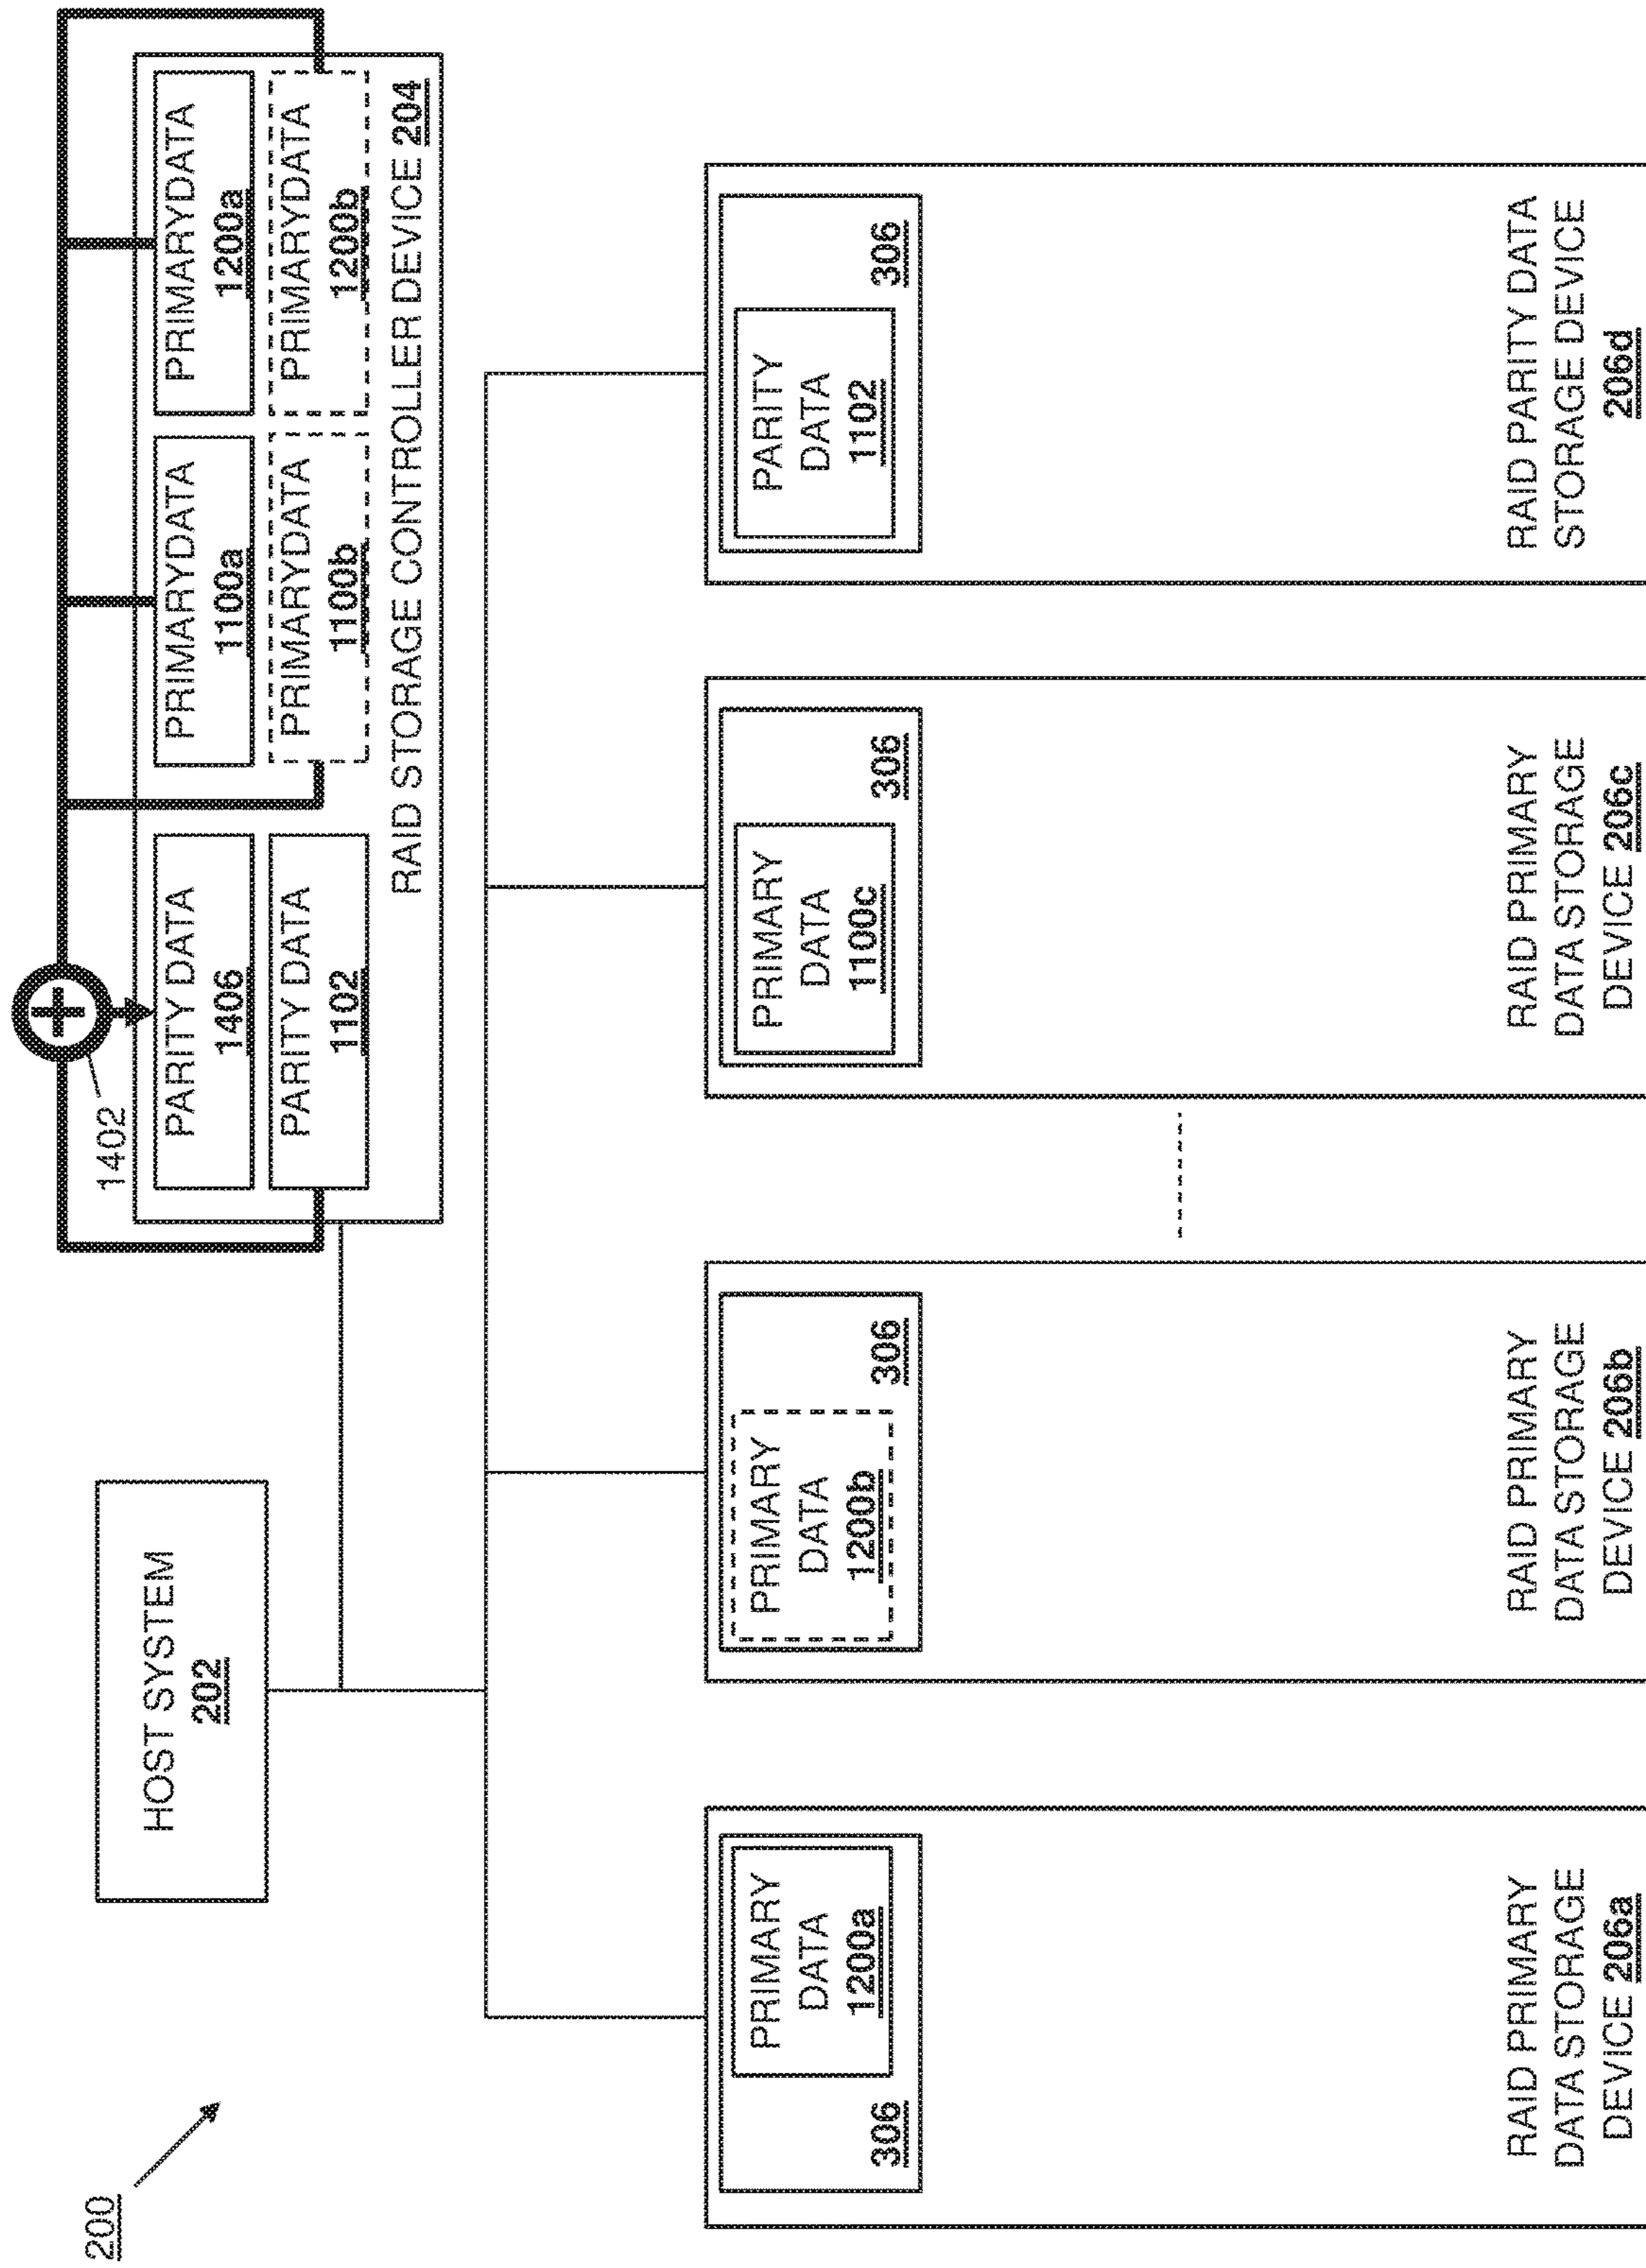 200
HOST SYSTEM
202
1402
PARITY DATA
1406
PARITY DATA
1102
PRIMARYDATA
1100a
PRIMARYDATA
1100b
PRIMARYDATA
1200a
PRIMARYDATA
1200b
RAID STORAGE CONTROLLER DEVICE 204
306
PRIMARY
DATA
1200a
RAID PRIMARY
DATA STORAGE
DEVICE 206a
PRIMARY
DATA
1200b
306
RAID PRIMARY
DATA STORAGE
DEVICE 206b
PRIMARY
DATA
1100c
306
RAID PRIMARY
DATA STORAGE
DEVICE 206c
PARITY
DATA
1102
306
RAID PARITY DATA
STORAGE DEVICE
206d